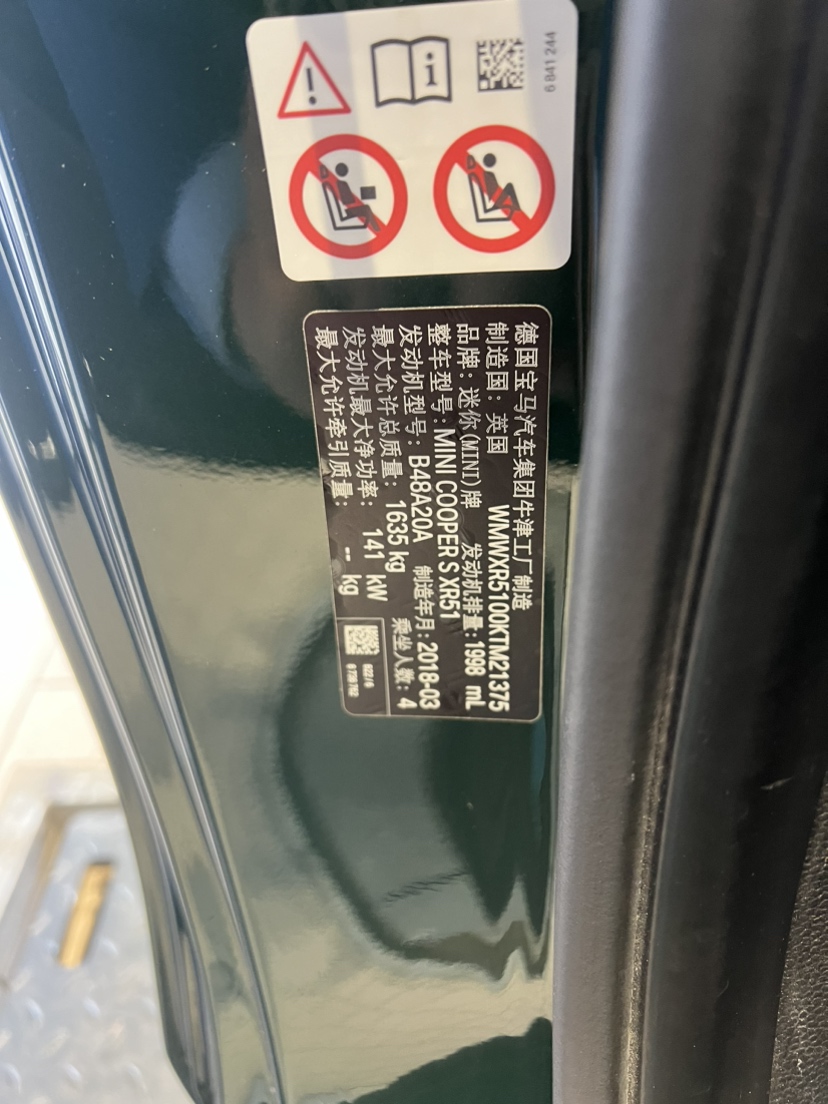 6 841 244
德国宝马汽车集团牛津工厂制造
制造国：英国 WMWXR5100KTM21375
品牌：迷你(MINI)牌 发动机排量：1998 mL
整车型号：MINI COOPER S XR51
发动机型号：B48A20A 制造年月：2018-03
最大允许总质量：1635 kg 乘坐人数：4
发动机最大净功率：141 kW
最大允许牵引质量：-- kg
622/6